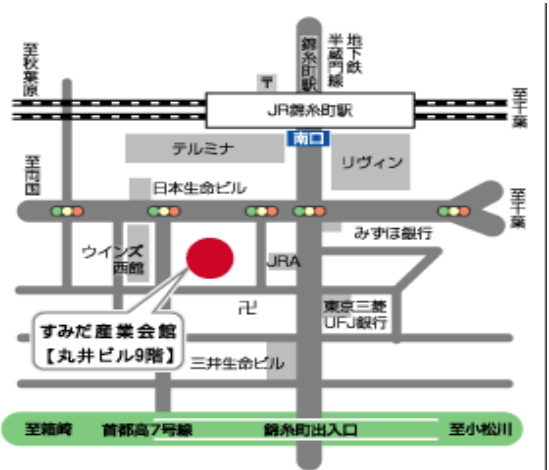 至秋葉原
錦糸町駅
半蔵門線
地下鉄
〒
JR錦糸町駅
至千葉
南口
テルミナ
リヴィン
至両国
日本生命ビル
至千葉
みずほ銀行
ウインズ
西館
JRA
卍
東京三菱
UFJ銀行
すみだ産業会館
【丸井ビル9階】
三井生命ビル
至箱崎
首都高7号線
錦糸町出入口
至小松川